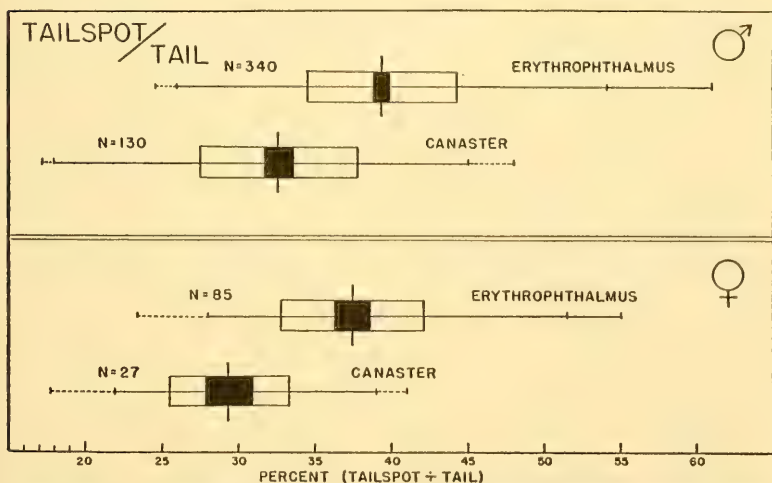 TAILSPOT/
TAIL
N=340
ERYTHROPHTHALMUS
♂
N=130
CANASTER
N=85
ERYTHROPHTHALMUS
♀
N=27
CANASTER
20 25 30 35 40 45 50 55 60
PERCENT (TAILSPOT ÷ TAIL)